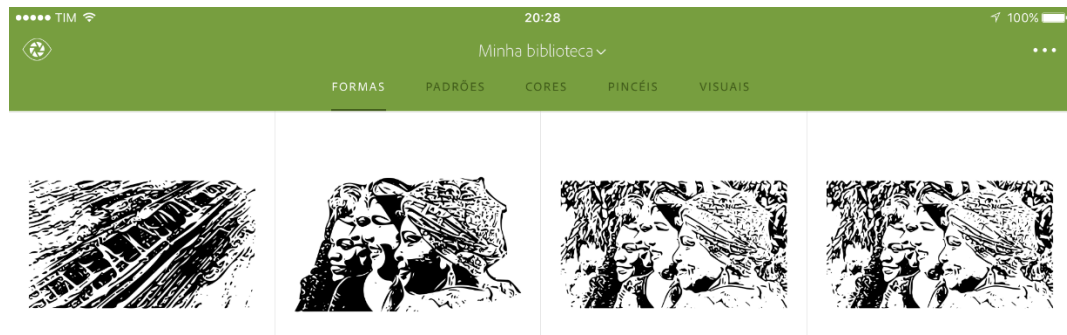 TIM 20:28 100%
Minha biblioteca
FORMAS PADRÕES CORES PINCÉIS VISUAIS